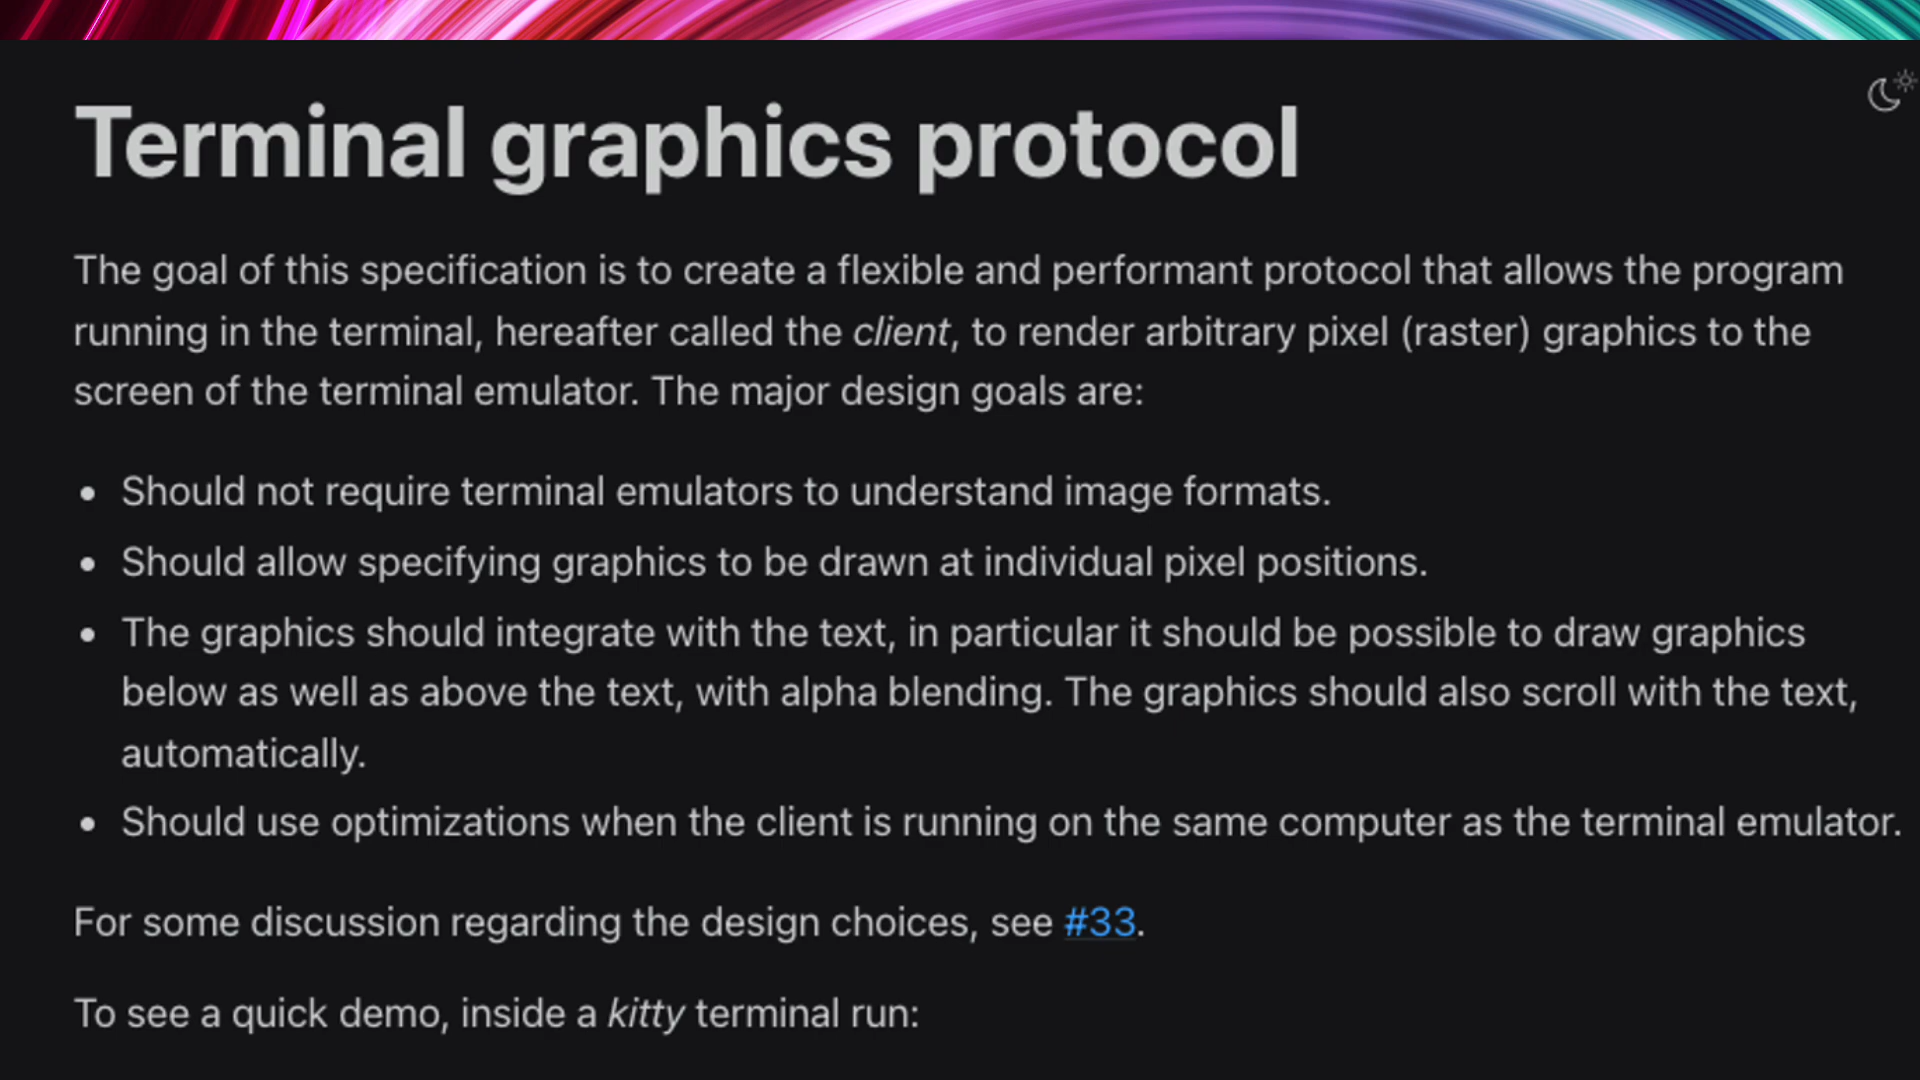 Terminal graphics protocol
The goal of this specification is to create a flexible and performant protocol that allows the program
running in the terminal, hereafter called the client, to render arbitrary pixel (raster) graphics to the
screen of the terminal emulator. The major design goals are:
• Should not require terminal emulators to understand image formats.
• Should allow specifying graphics to be drawn at individual pixel positions.
• The graphics should integrate with the text, in particular it should be possible to draw graphics
below as well as above the text, with alpha blending. The graphics should also scroll with the text,
automatically.
• Should use optimizations when the client is running on the same computer as the terminal emulator.
For some discussion regarding the design choices, see #33.
To see a quick demo, inside a kitty terminal run: